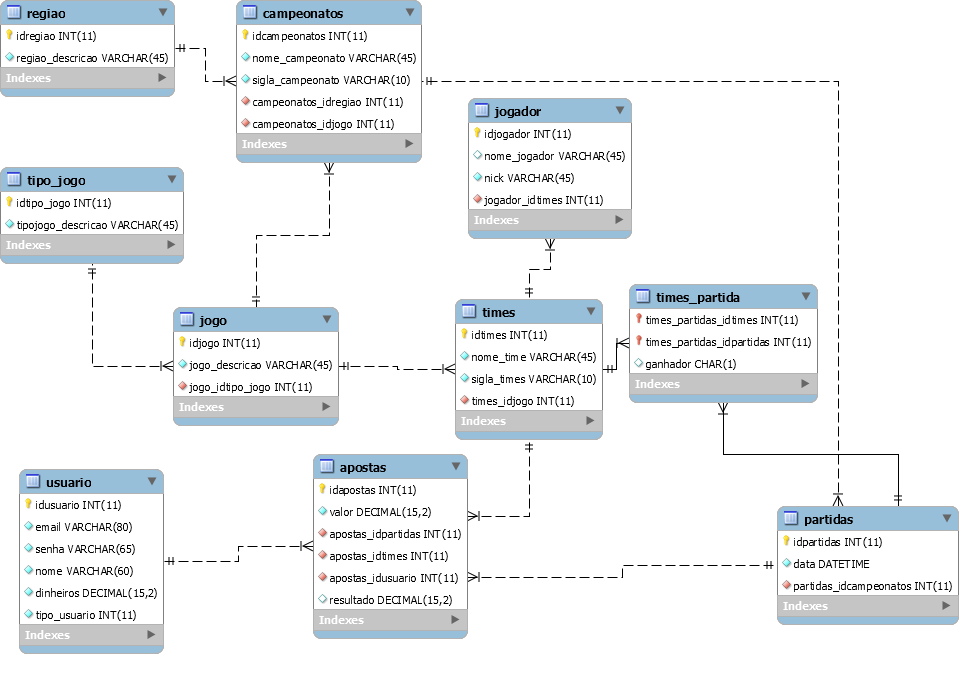 regiao
idregiao INT(11)
regiao_descricao VARCHAR(45)
Indexes
campeonatos
idcampeonatos INT(11)
nome_campeonato VARCHAR(45)
sigla_campeonato VARCHAR(10)
campeonatos_idregiao INT(11)
campeonatos_idjogo INT(11)
Indexes
jogador
idjogador INT(11)
nome_jogador VARCHAR(45)
nick VARCHAR(45)
jogador_idtimes INT(11)
Indexes
tipo_jogo
idtipo_jogo INT(11)
tipojogo_descricao VARCHAR(45)
Indexes
jogo
idjogo INT(11)
jogo_descricao VARCHAR(45)
jogo_idtipo_jogo INT(11)
Indexes
times
idtimes INT(11)
nome_time VARCHAR(45)
sigla_times VARCHAR(10)
times_idjogo INT(11)
Indexes
times_partida
times_partidas_idtimes INT(11)
times_partidas_idpartidas INT(11)
ganhador CHAR(1)
Indexes
usuario
idusuario INT(11)
email VARCHAR(80)
senha VARCHAR(65)
nome VARCHAR(60)
dinheiros DECIMAL(15,2)
tipo_usuario INT(11)
Indexes
apostas
idapostas INT(11)
valor DECIMAL(15,2)
apostas_idpartidas INT(11)
apostas_idtimes INT(11)
apostas_idusuario INT(11)
resultado DECIMAL(15,2)
Indexes
partidas
idpartidas INT(11)
data DATETIME
partidas_idcampeonatos INT(11)
Indexes